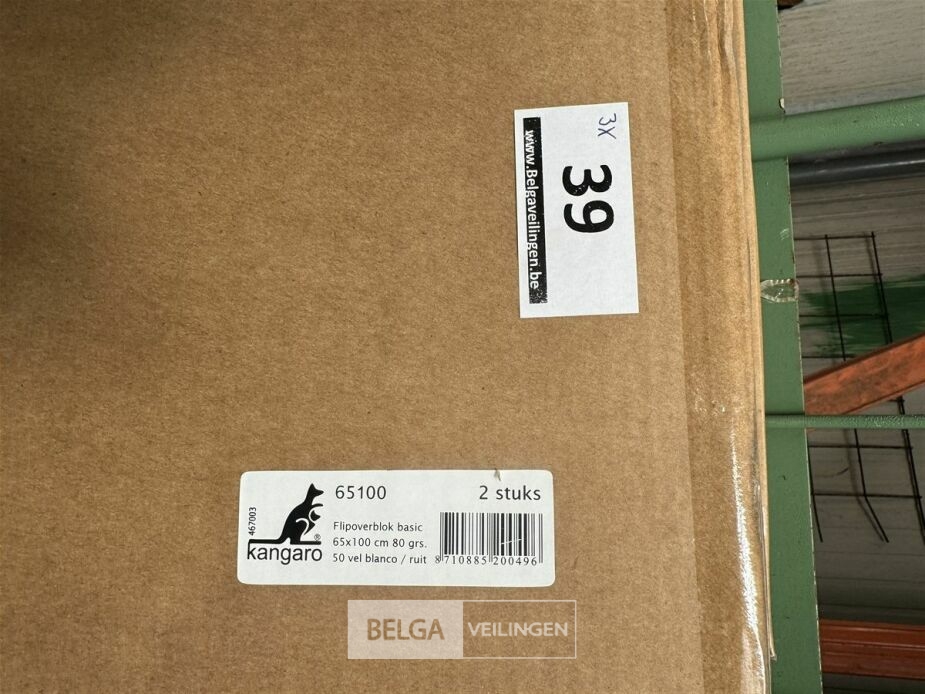 3X
39
www.Belgaveilingen.be
65100
2 stuks
467003
kangaro®
Flipoverblok basic
65x100 cm 80 grs.
50 vel blanco / ruit
8 710885 200496
BELGA VEILINGEN